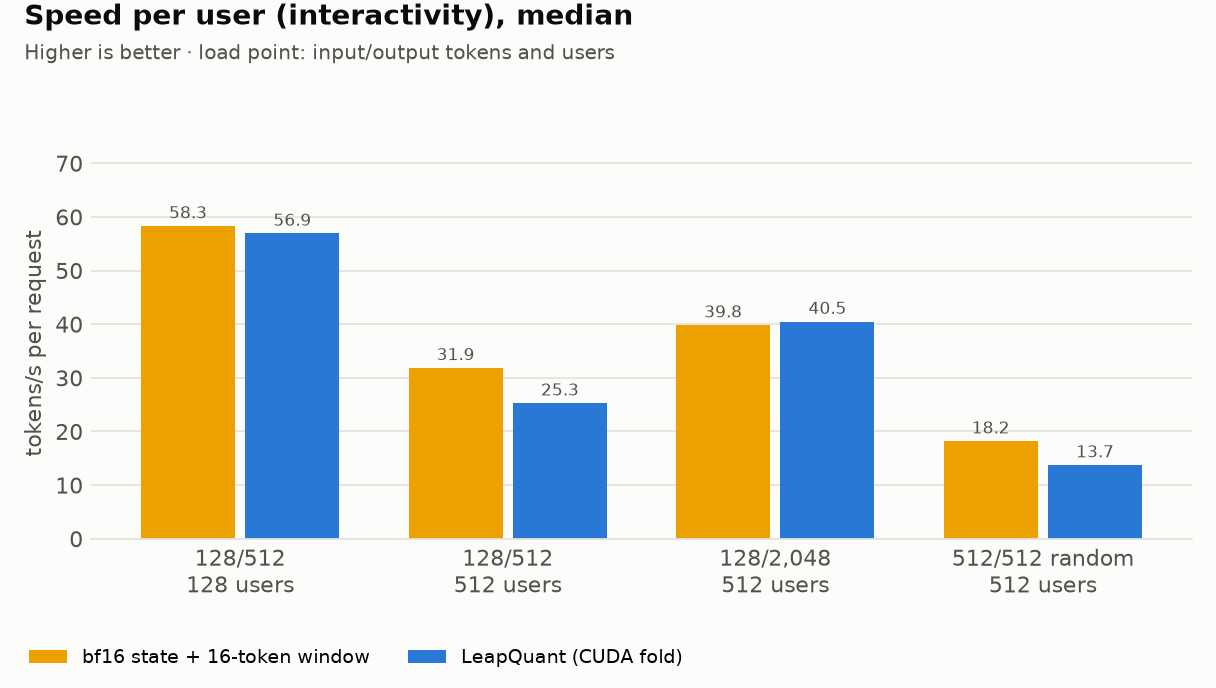 Speed per user (interactivity), median
Higher is better · load point: input/output tokens and users
tokens/s per request
70
60
50
40
30
20
10
0
58.3
56.9
31.9
25.3
39.8
40.5
18.2
13.7
128/512
128 users
128/512
512 users
128/2,048
512 users
512/512 random
512 users
bf16 state + 16-token window
LeapQuant (CUDA fold)